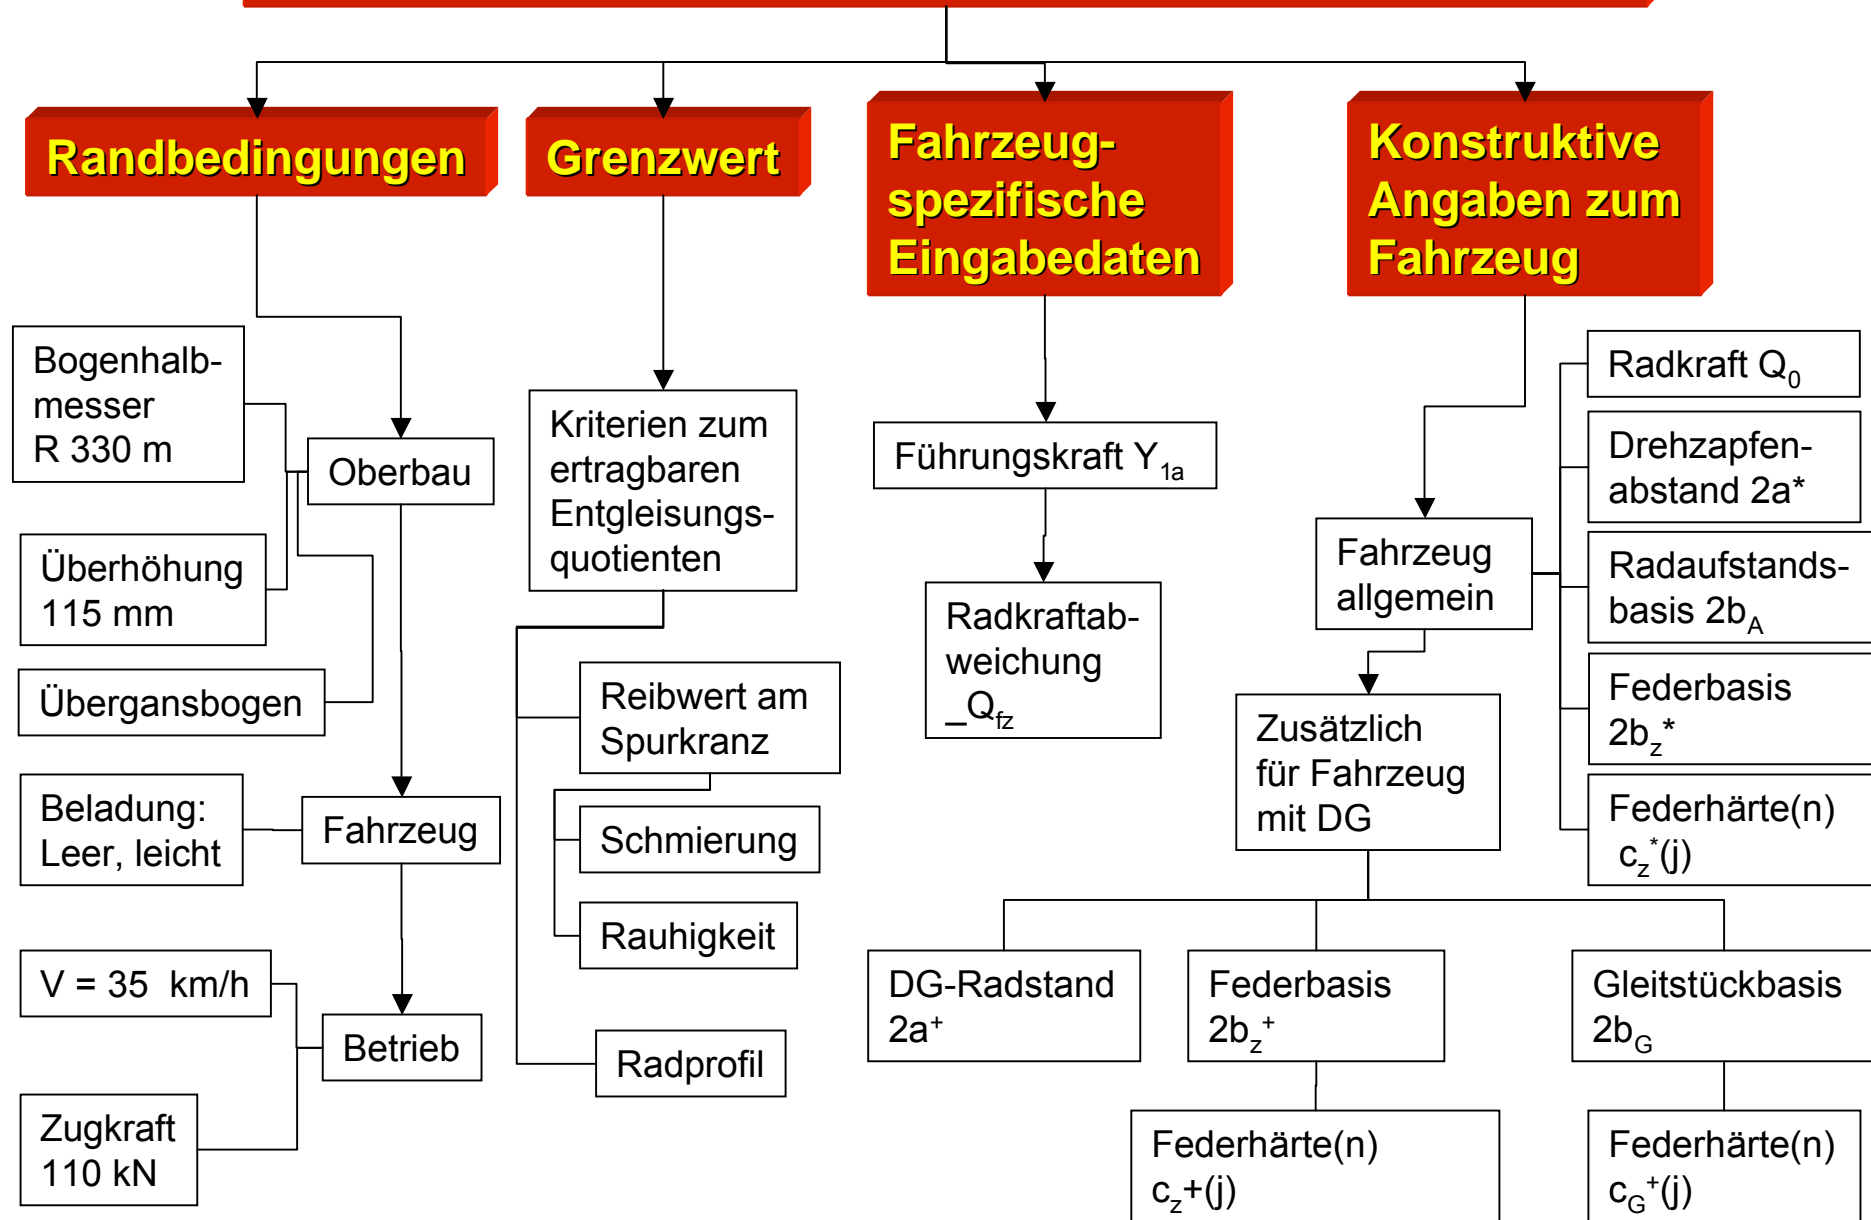 Randbedingungen
Bogenhalb-
messer
R 330 m
Oberbau
Überhöhung
115 mm
Übergansbogen
Beladung:
Leer, leicht
Fahrzeug
V = 35 km/h
Betrieb
Zugkraft
110 kN
Grenzwert
Kriterien zum
ertragbaren
Entgleisungs-
quotienten
Reibwert am
Spurkranz
Schmierung
Rauhigkeit
Radprofil
Fahrzeug-
spezifische
Eingabedaten
Führungskraft Y1a
Radkraftab-
weichung
_Qfz
Konstruktive
Angaben zum
Fahrzeug
Fahrzeug
allgemein
Radkraft Q0
Drehzapfen-
abstand 2a*
Radaufstands-
basis 2bA
Federbasis
2bz*
Federhärte(n)
cz*(j)
Zusätzlich
für Fahrzeug
mit DG
DG-Radstand
2a+
Federbasis
2bz+
Gleitstückbasis
2bG
Federhärte(n)
cz+(j)
Federhärte(n)
cG+(j)